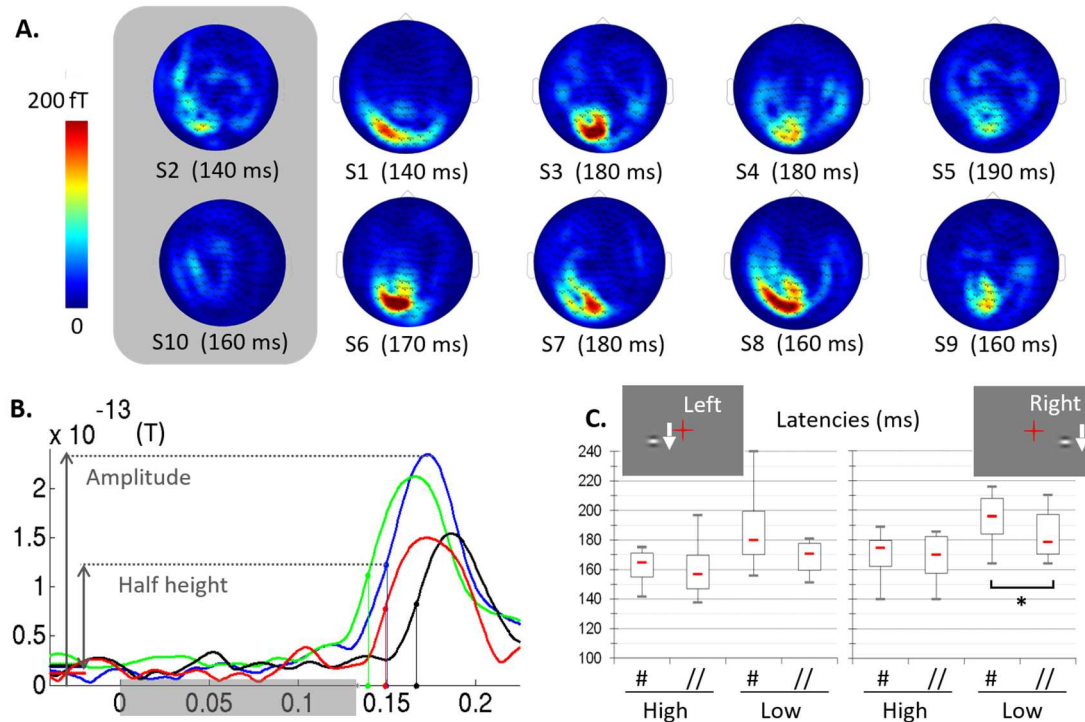 A.
200 fT
0
S2 (140 ms)
S1 (140 ms)
S3 (180 ms)
S4 (180 ms)
S5 (190 ms)
S10 (160 ms)
S6 (170 ms)
S7 (180 ms)
S8 (160 ms)
S9 (160 ms)
B.
x 10 -13 (T)
Amplitude
Half height
2
1.5
1
0.5
0
0 0.05 0.1 0.15 0.2
C.
Left
Latencies (ms)
Right
240
220
200
180
160
140
120
100
*
# // # // # // # //
High Low High Low